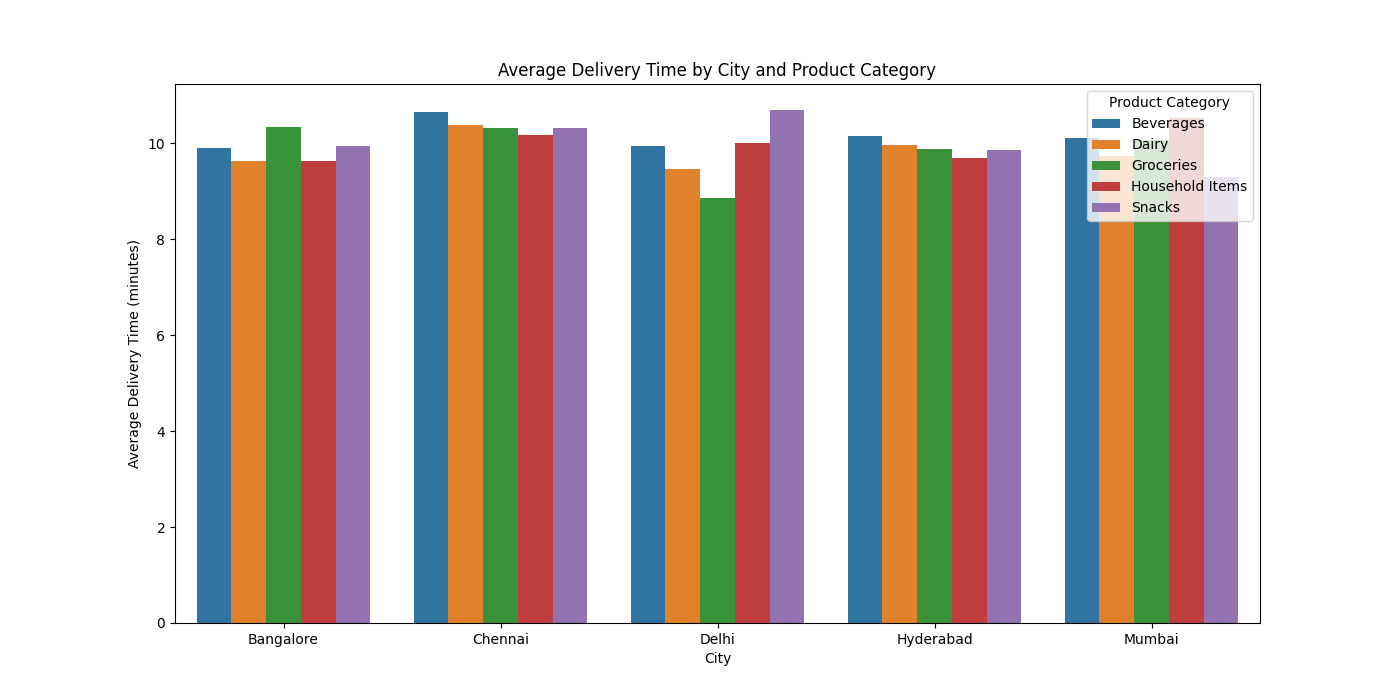 Average Delivery Time by City and Product Category
Product Category
Beverages
Dairy
Groceries
Household Items
Snacks
Average Delivery Time (minutes)
10
8
6
4
2
0
Bangalore
Chennai
Delhi
Hyderabad
Mumbai
City